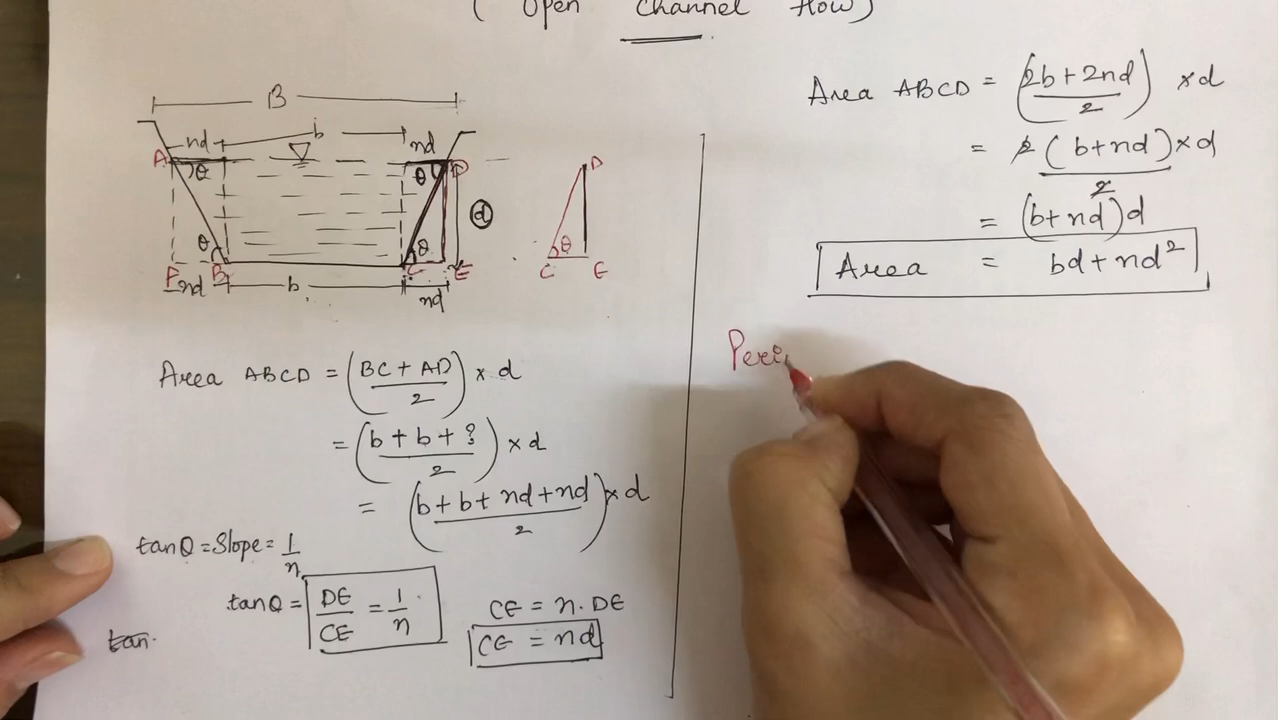 ( Open Channel flow)
B
nd b nd
A θ θ D
d
θ θ
F B C E
nd b nd
D
θ
C E
Area ABCD = (BC + AD / 2) × d
= (b + b + ? / 2) × d
= (b + b + nd + nd / 2) × d
tanθ = Slope = 1/n
tanθ = DE/CE = 1/n
tan.
CE = n. DE
CE = nd
Area ABCD = (2b + 2nd / 2) × d
= 2(b + nd) / 2 × d
= (b + nd) d
Area = bd + nd²
Peri